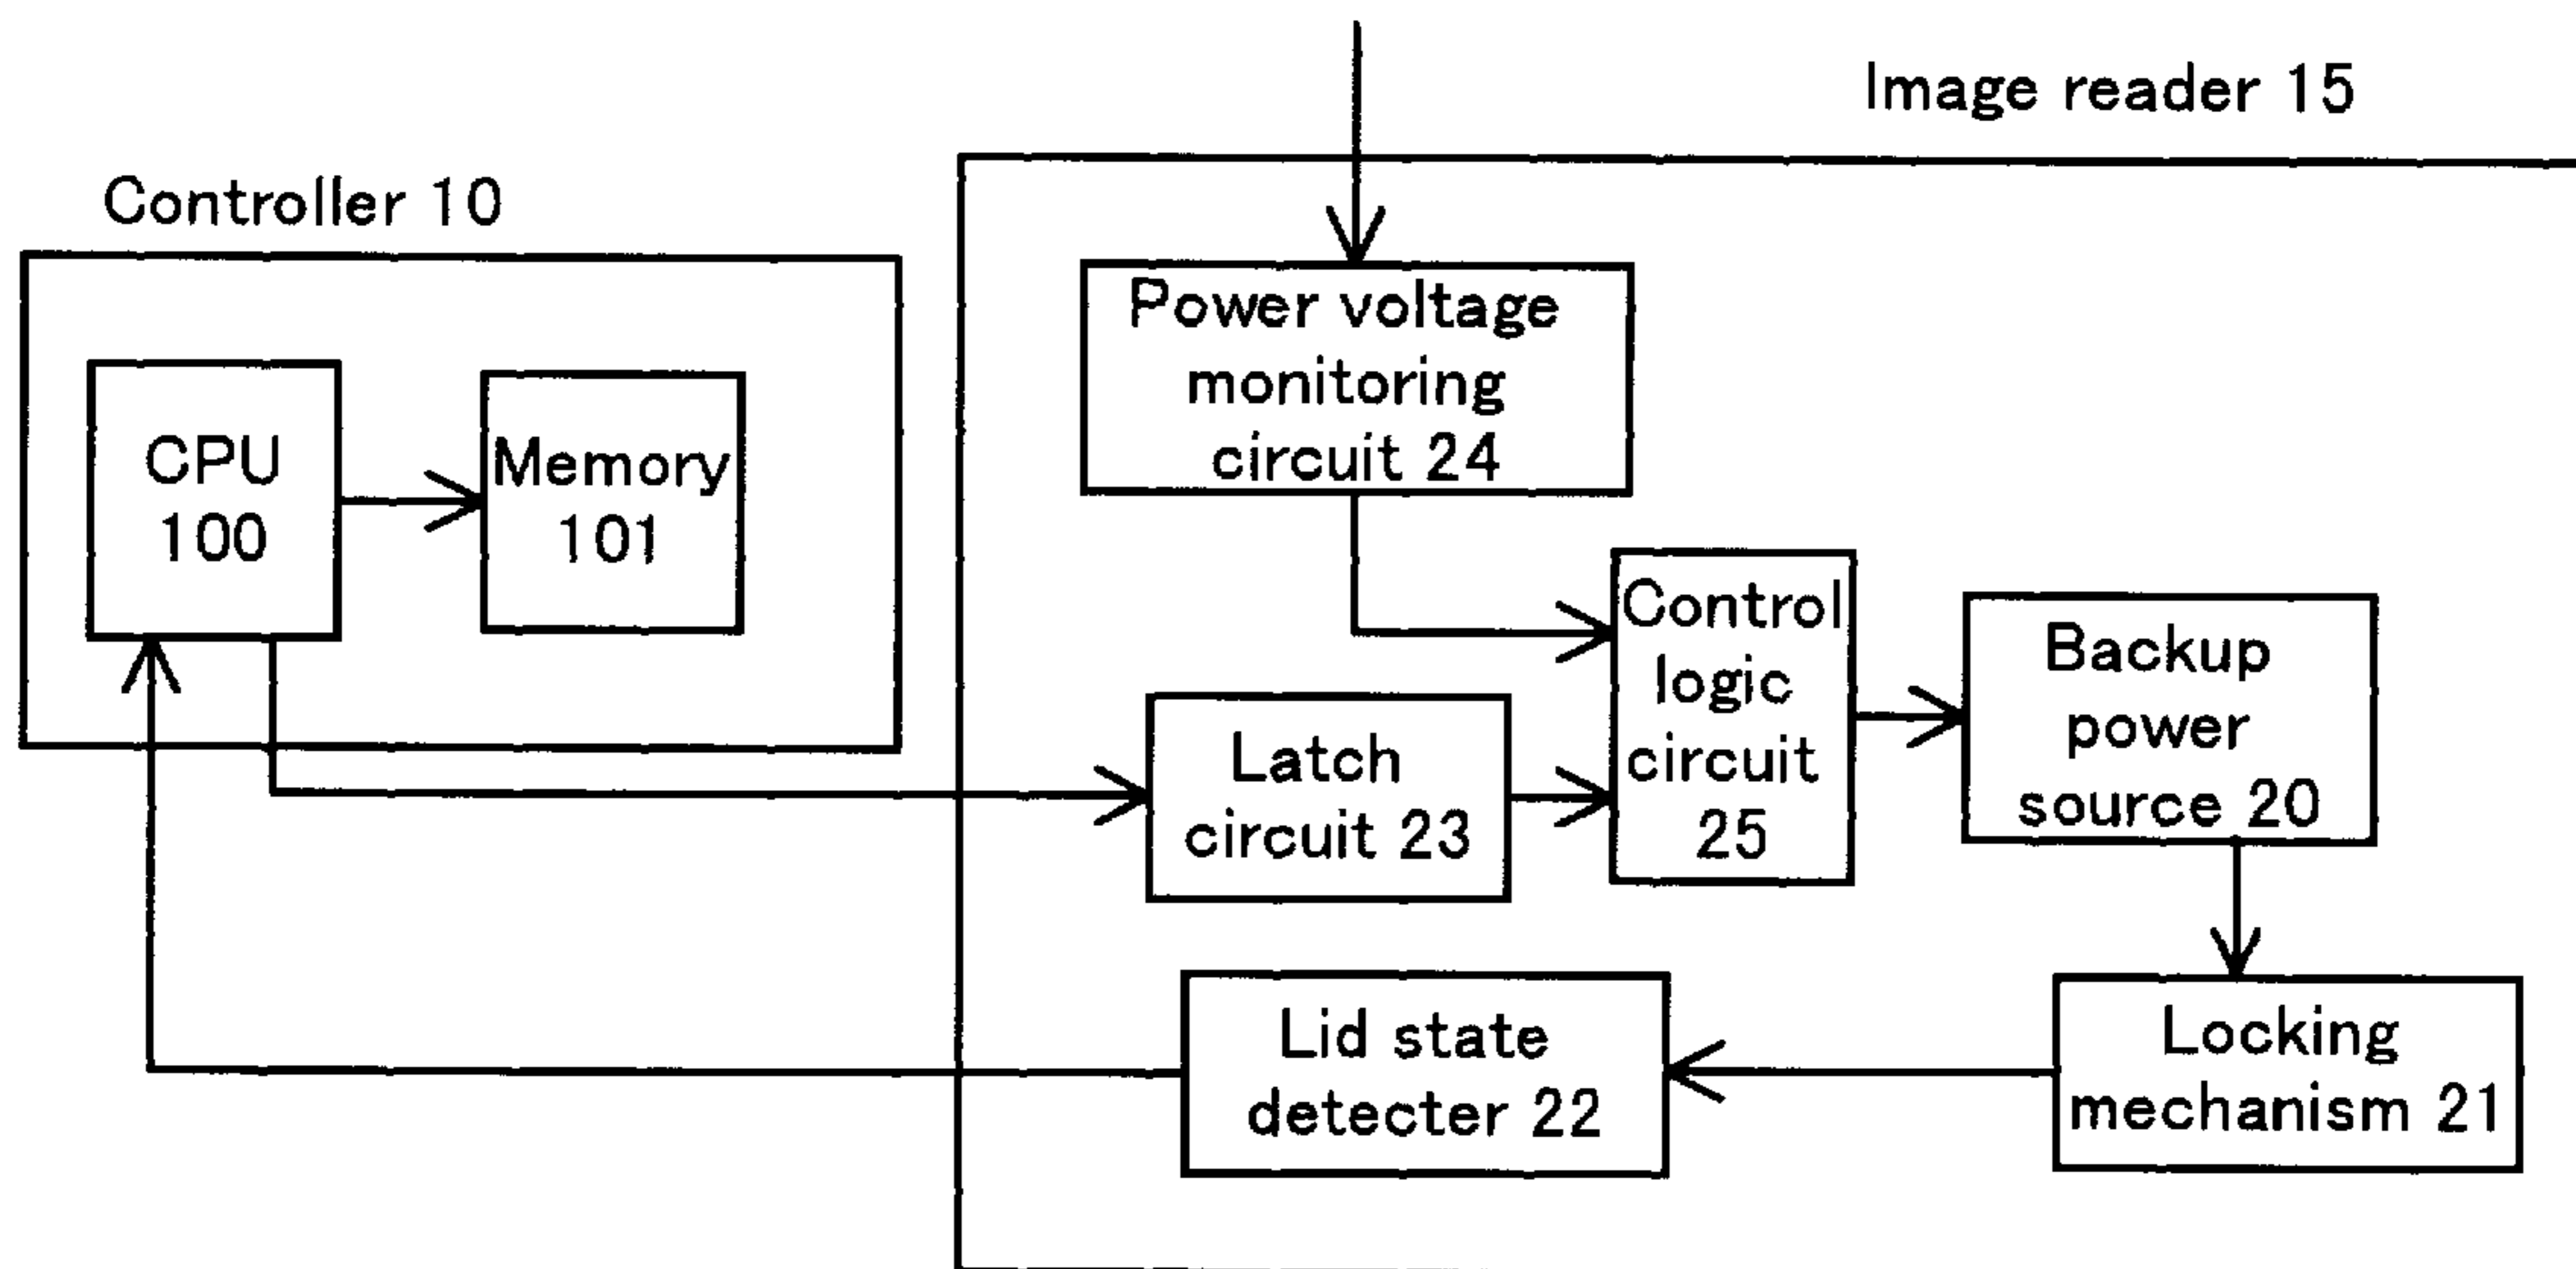 Image reader 15
Controller 10
CPU
100
Memory
101
Power voltage
monitoring
circuit 24
Control
logic
circuit
25
Backup
power
source 20
Latch
circuit 23
Lid state
detecter 22
Locking
mechanism 21